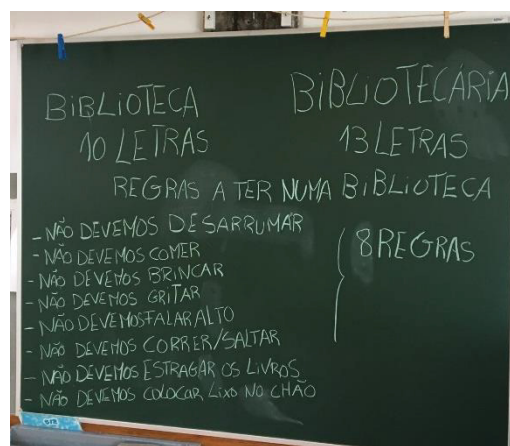 BIBLIOTECA
10 LETRAS
BIBLIOTECÁRIA
13 LETRAS
REGRAS A TER NUMA BIBLIOTECA
- NÃO DEVEMOS DESARRUMAR
- NÃO DEVEMOS COMER
- NÃO DEVEMOS BRINCAR
- NÃO DEVEMOS GRITAR
- NÃO DEVEMOS FALAR ALTO
- NÃO DEVEMOS CORRER/SALTAR
- NÃO DEVEMOS ESTRAGAR OS LIVROS
- NÃO DEVEMOS COLOCAR LIXO NO CHÃO
8 REGRAS